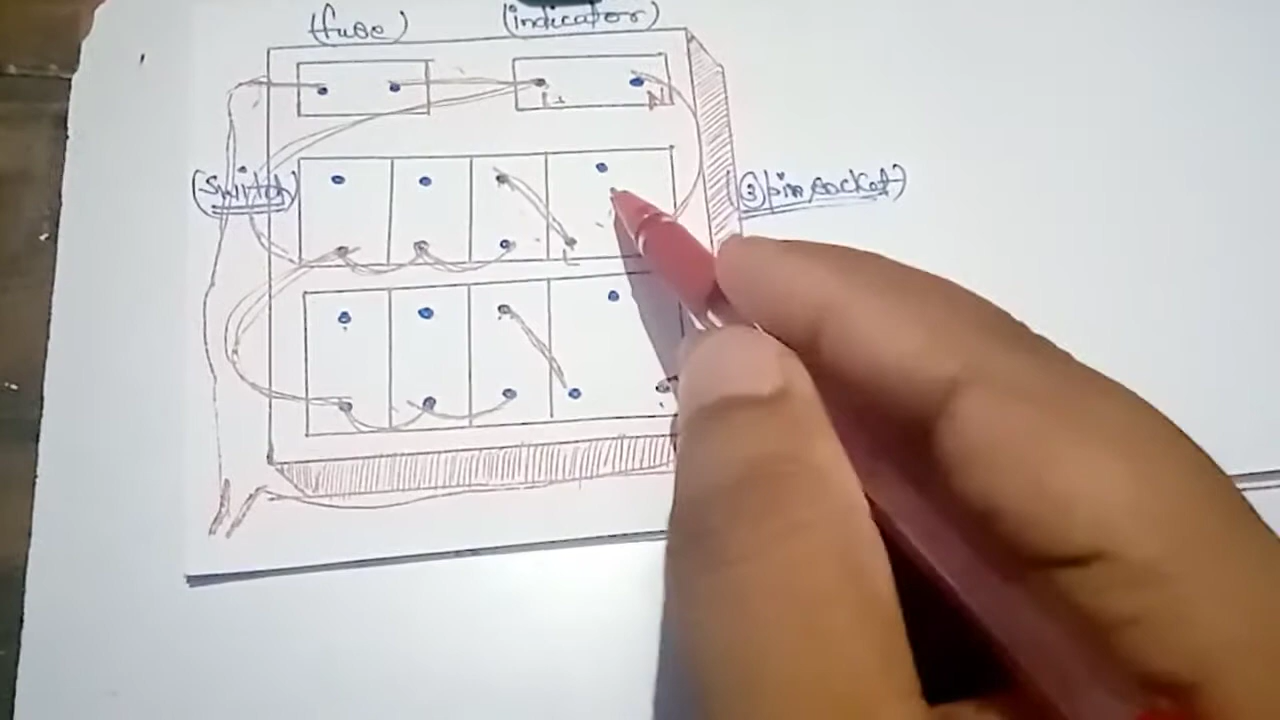 (fuse)
(indicator)
L
N
(Switch)
(3) pin socket)
L